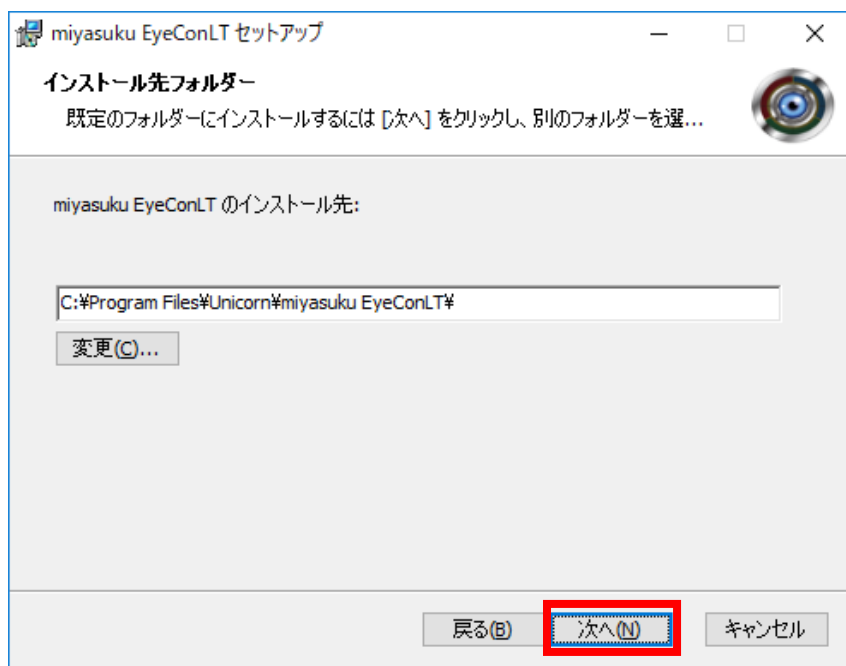 miyasuku EyeConLT セットアップ
インストール先フォルダー
既定のフォルダーにインストールするには [次へ] をクリックし、別のフォルダーを選...
miyasuku EyeConLT のインストール先:
C:¥Program Files¥Unicorn¥miyasuku EyeConLT¥
変更(C)...
戻る(B) 次へ(N) キャンセル